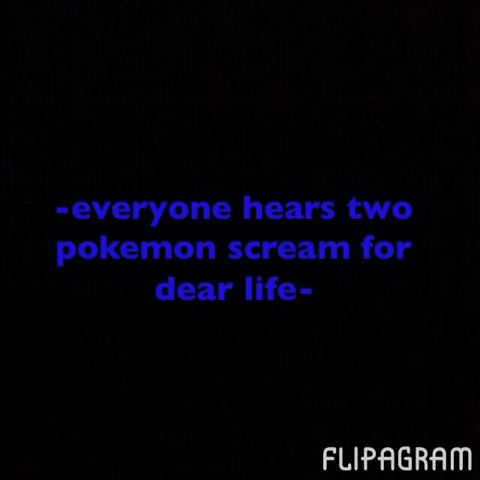 -everyone hears two
pokemon scream for
dear life-
FLIPAGRAM